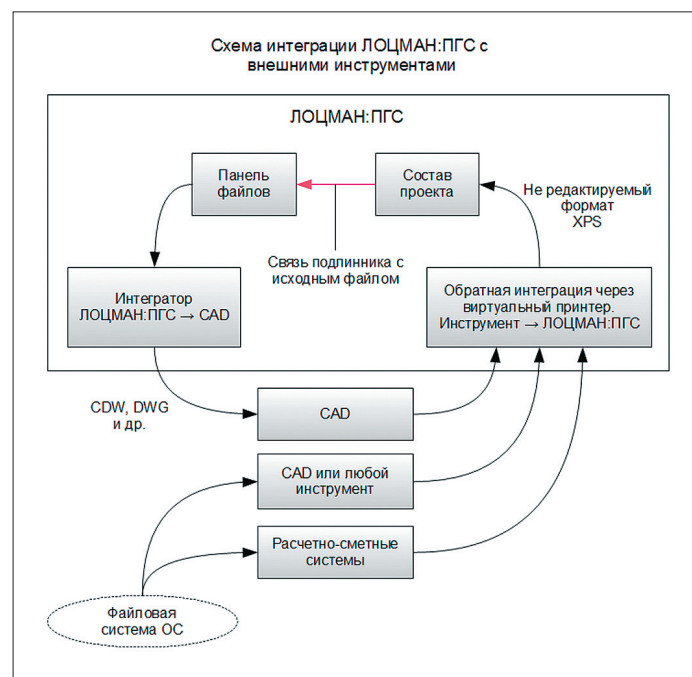 Схема интеграции ЛОЦМАН:ПГС с
внешними инструментами
ЛОЦМАН:ПГС
Панель
файлов
Состав
проекта
Не редактируемый
формат
XPS
Связь подлинника с
исходным файлом
Интегратор
ЛОЦМАН:ПГС → CAD
Обратная интеграция через
виртуальный принтер.
Инструмент → ЛОЦМАН:ПГС
CDW, DWG
и др.
CAD
CAD или любой
инструмент
Расчетно-сметные
системы
Файловая
система ОС